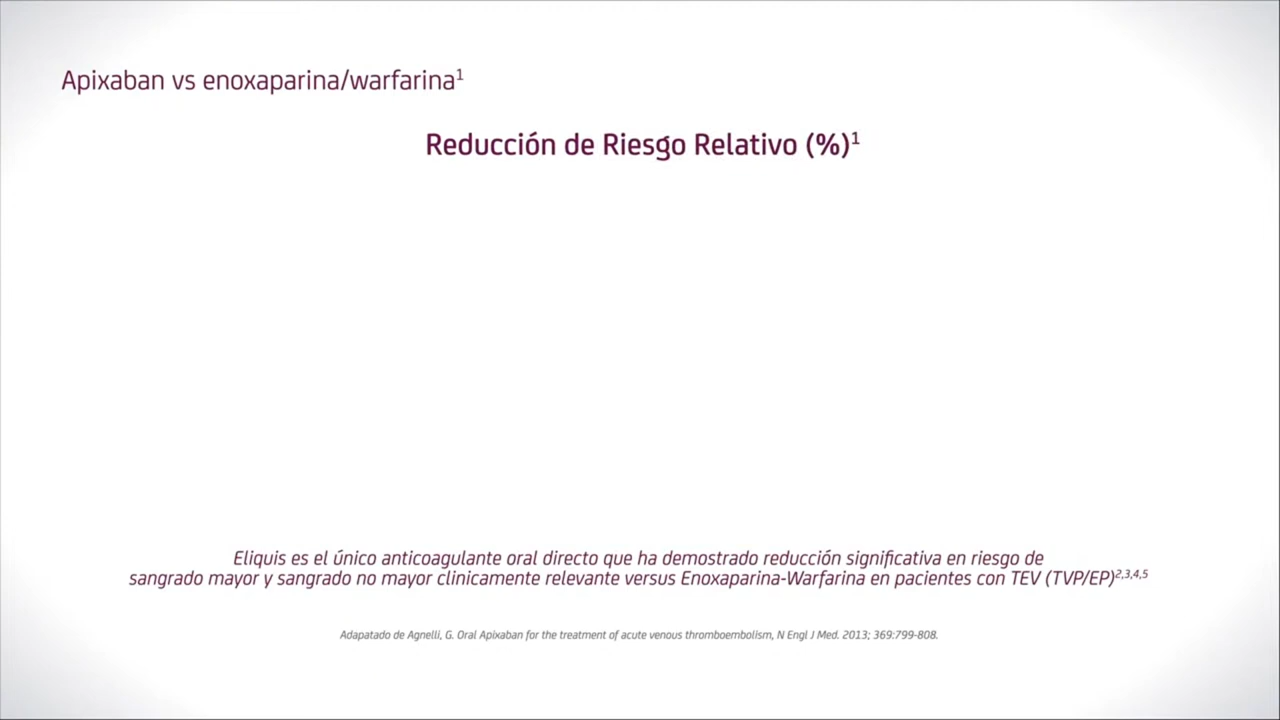 Apixaban vs enoxaparina/warfarina¹
Reducción de Riesgo Relativo (%)¹
Eliquis es el único anticoagulante oral directo que ha demostrado reducción significativa en riesgo de
sangrado mayor y sangrado no mayor clinicamente relevante versus Enoxaparina-Warfarina en pacientes con TEV (TVP/EP)²,³,⁴,⁵
Adapatado de Agnelli, G. Oral Apixaban for the treatment of acute venous thromboembolism, N Engl J Med. 2013; 369:799-808.